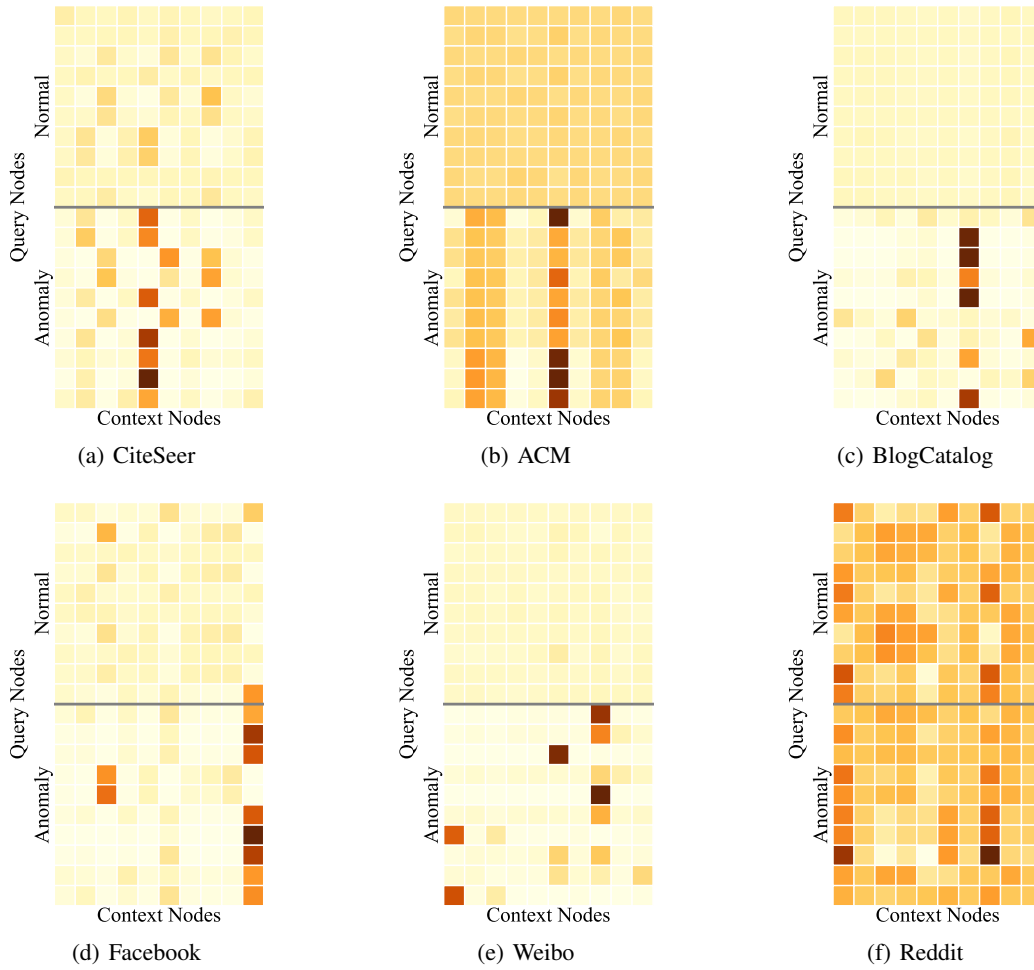 Query Nodes
Normal
Anomaly
Context Nodes
(a) CiteSeer
Query Nodes
Normal
Anomaly
Context Nodes
(b) ACM
Query Nodes
Normal
Anomaly
Context Nodes
(c) BlogCatalog
Query Nodes
Normal
Anomaly
Context Nodes
(d) Facebook
Query Nodes
Normal
Anomaly
Context Nodes
(e) Weibo
Query Nodes
Normal
Anomaly
Context Nodes
(f) Reddit